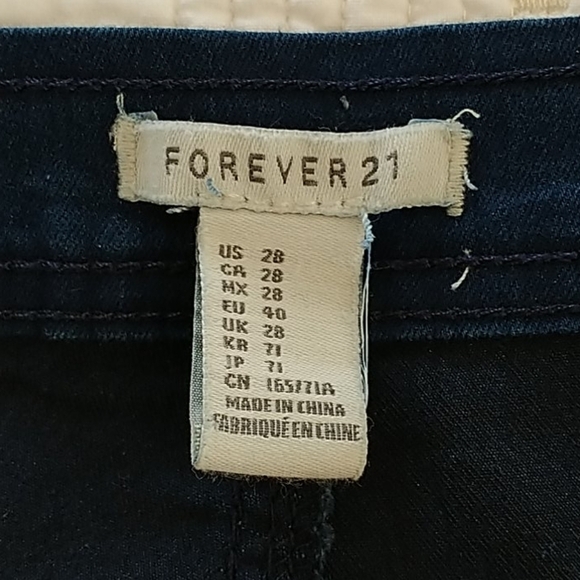 FOREVER 21
US 28
CA 28
MX 28
EU 40
UK 28
KR 71
JP 71
CN 165/71A
MADE IN CHINA
FABRIQUÉ EN CHINE